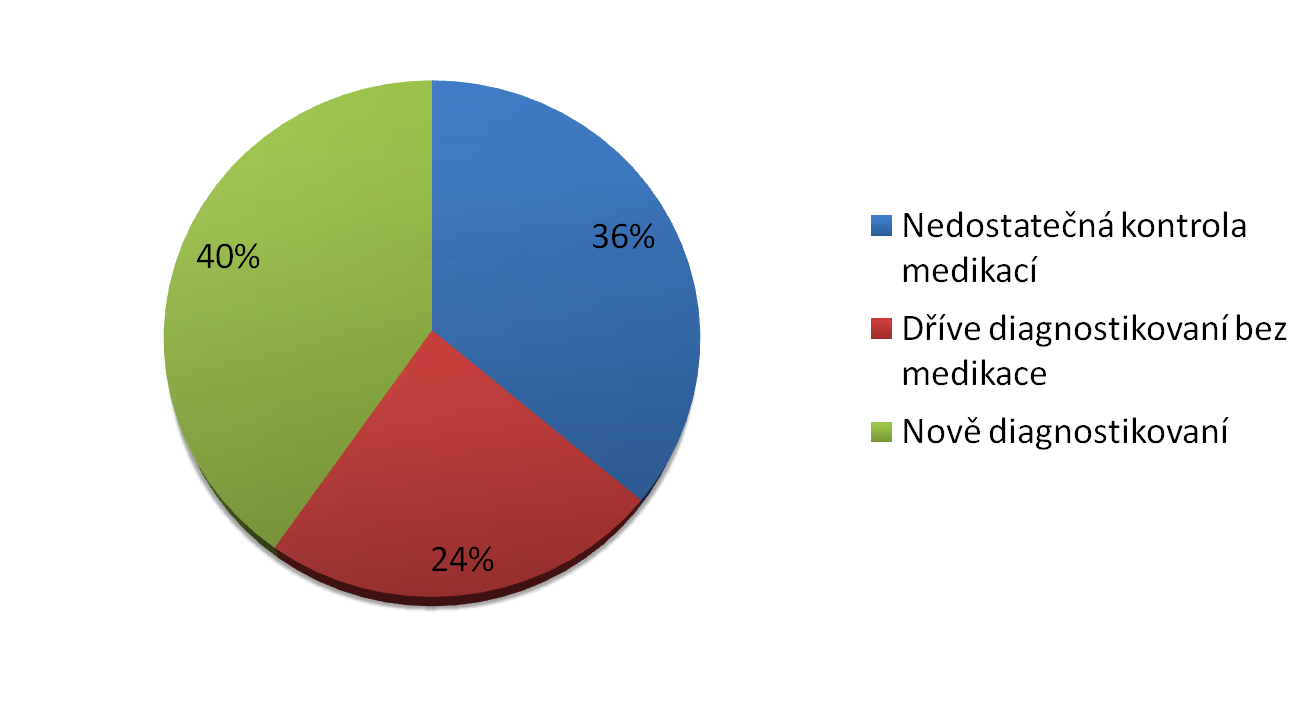 36%
40%
24%
Nedostatečná kontrola
medikací
Dříve diagnostikovaní bez
medikace
Nově diagnostikovaní